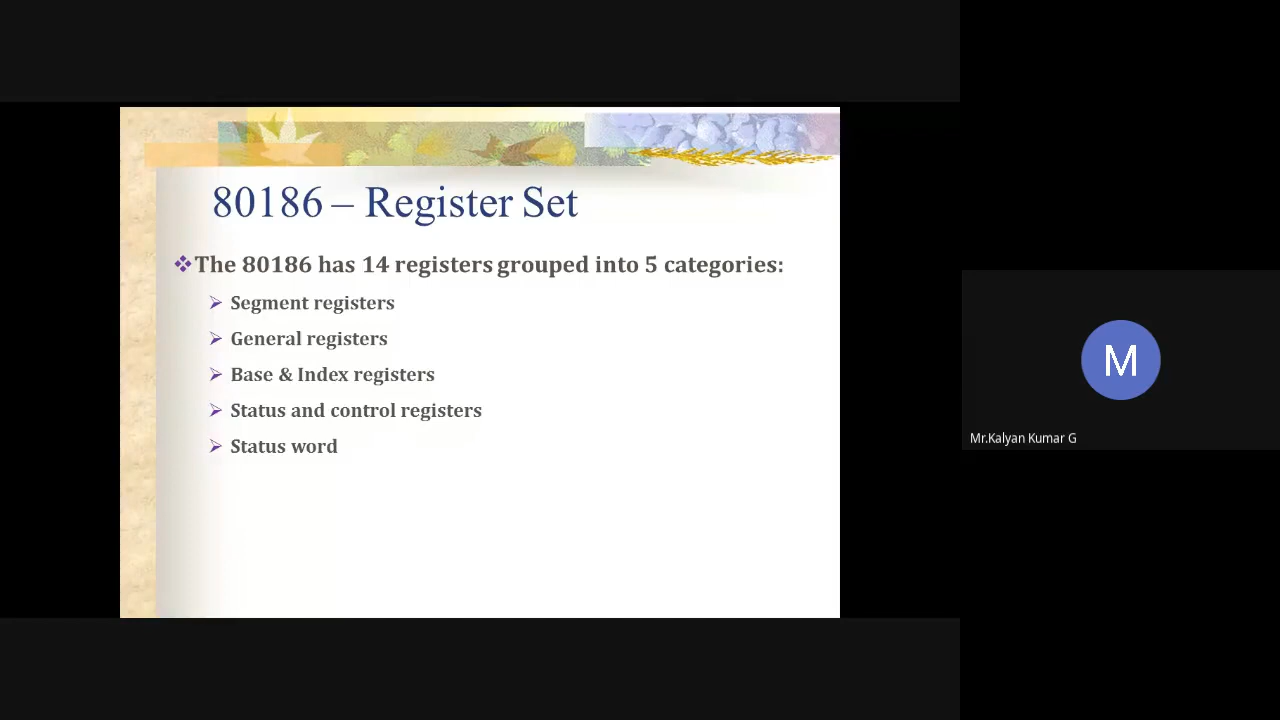 80186 – Register Set
The 80186 has 14 registers grouped into 5 categories:
Segment registers
General registers
Base & Index registers
Status and control registers
Status word
M
Mr.Kalyan Kumar G